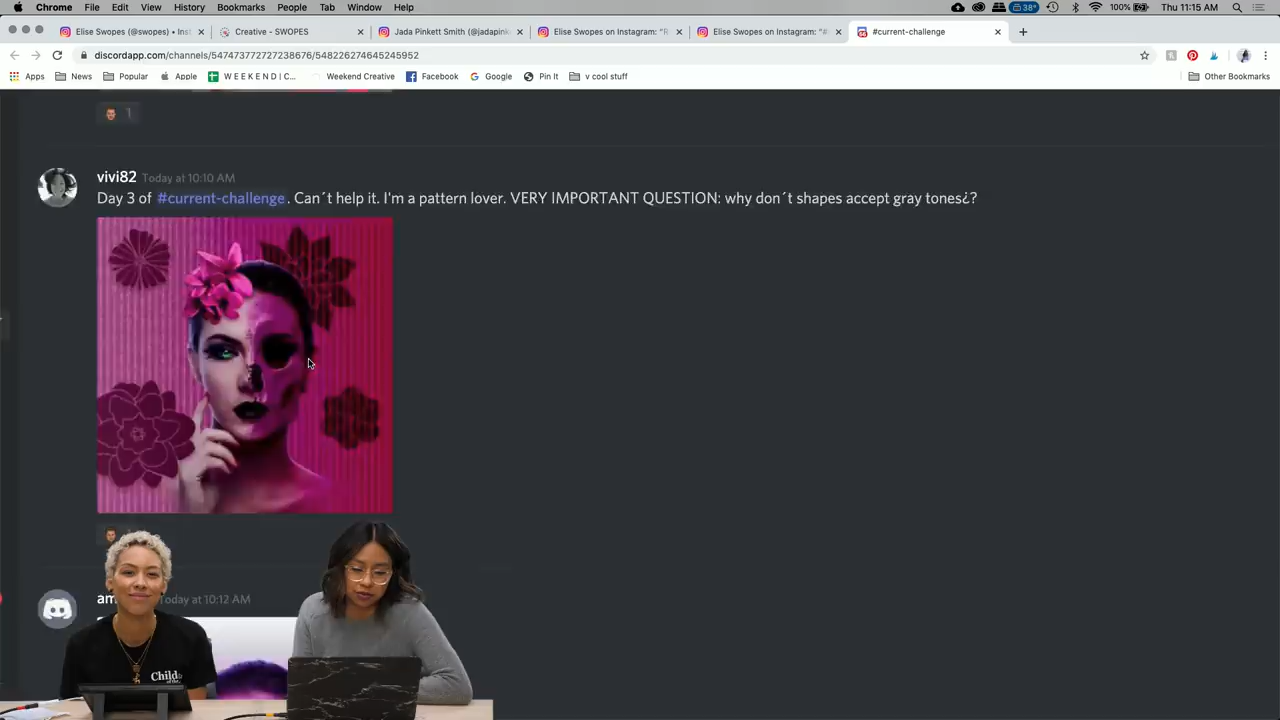 Chrome File Edit View History Bookmarks People Tab Window Help 38° 100% Thu 11:15 AM
Elise Swopes (@swopes) • Inst Creative - SWOPES Jada Pinkett Smith (@jadapink Elise Swopes on Instagram: "R Elise Swopes on Instagram: "# #current-challenge
discordapp.com/channels/547473772727238676/548226274645245952
Apps News Popular Apple W E E K E N D | C... Weekend Creative Facebook Google Pin It v cool stuff Other Bookmarks
1
vivi82 Today at 10:10 AM
Day 3 of #current-challenge. Can´t help it. I'm a pattern lover. VERY IMPORTANT QUESTION: why don´t shapes accept gray tones¿?
Today at 10:12 AM
Child